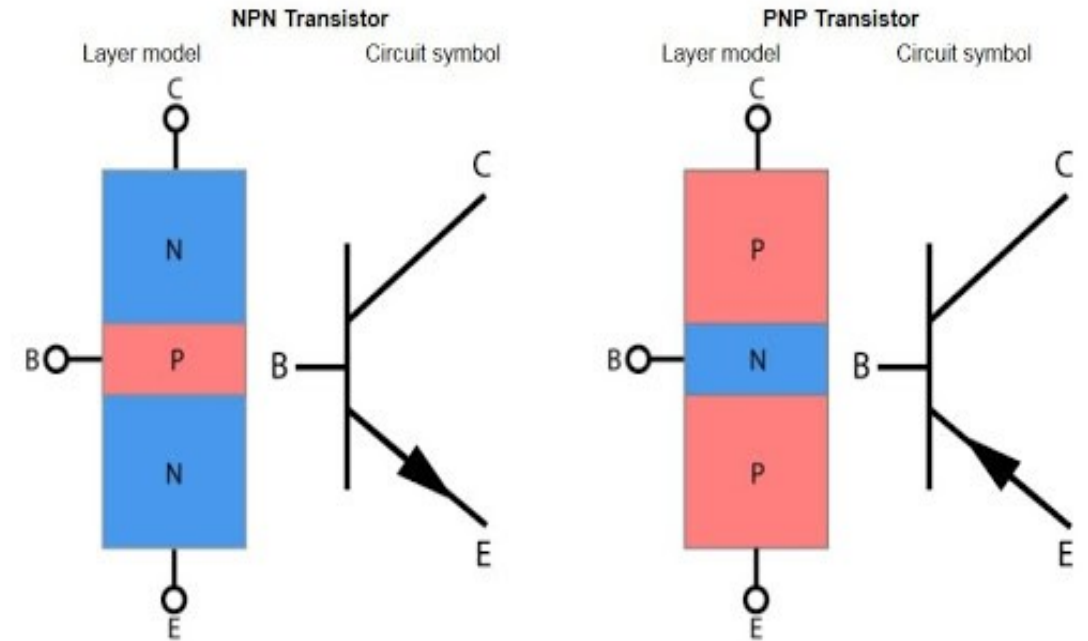 NPN Transistor
Layer model
Circuit symbol
C
N
B
P
N
E
C
B
E
PNP Transistor
Layer model
Circuit symbol
C
P
B
N
P
E
C
B
E